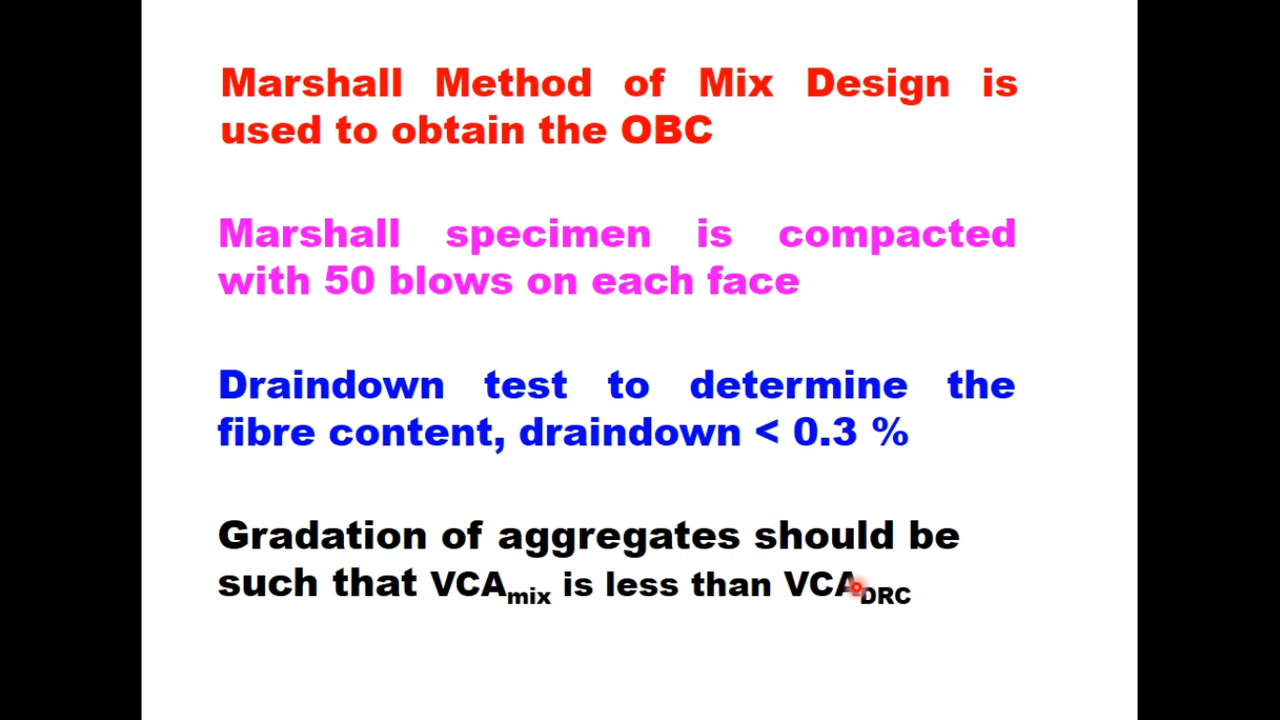 Marshall Method of Mix Design is
used to obtain the OBC
Marshall specimen is compacted
with 50 blows on each face
Draindown test to determine the
fibre content, draindown < 0.3 %
Gradation of aggregates should be
such that VCAmix is less than VCADRC